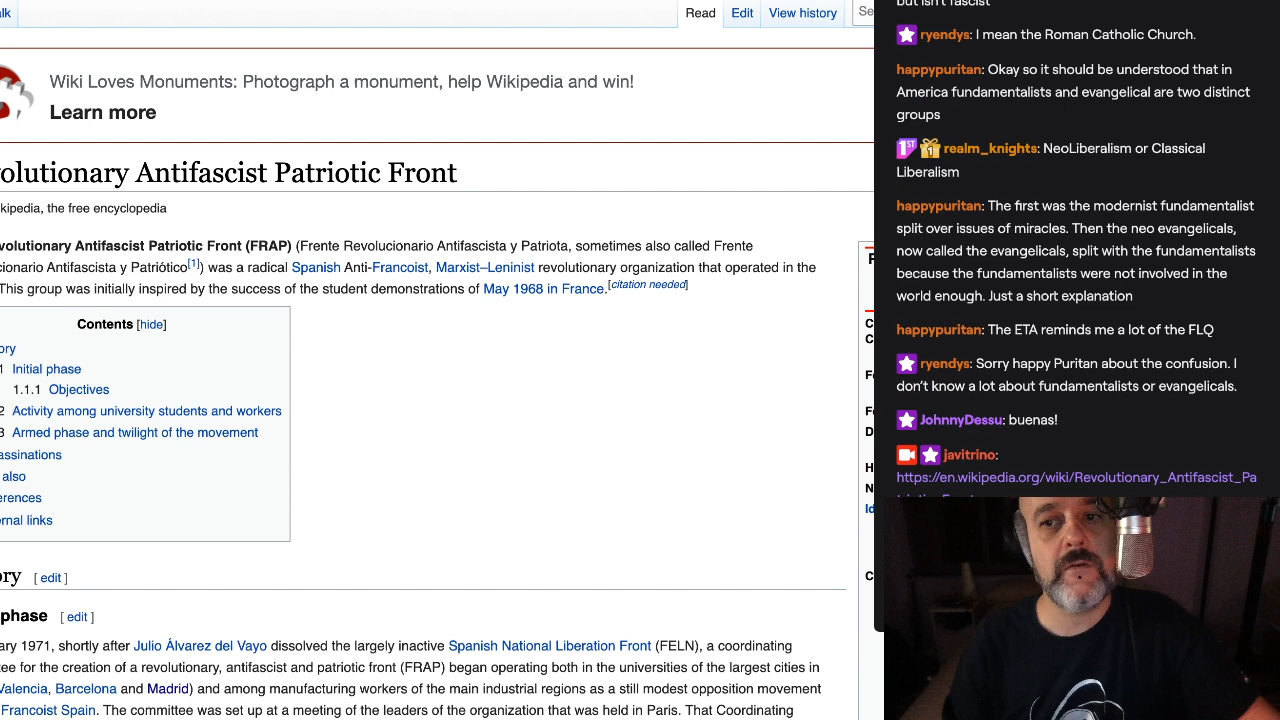 alk
Read
Edit
View history
Se
Wiki Loves Monuments: Photograph a monument, help Wikipedia and win!
Learn more
volutionary Antifascist Patriotic Front
kipedia, the free encyclopedia
volutionary Antifascist Patriotic Front (FRAP) (Frente Revolucionario Antifascista y Patriota, sometimes also called Frente
cionario Antifascista y Patriótico[1]) was a radical Spanish Anti-Francoist, Marxist–Leninist revolutionary organization that operated in the
This group was initially inspired by the success of the student demonstrations of May 1968 in France.[citation needed]
Contents [hide]
ory
1 Initial phase
1.1.1 Objectives
2 Activity among university students and workers
3 Armed phase and twilight of the movement
assinations
also
erences
ernal links
ory [ edit ]
phase [ edit ]
ary 1971, shortly after Julio Álvarez del Vayo dissolved the largely inactive Spanish National Liberation Front (FELN), a coordinating
tee for the creation of a revolutionary, antifascist and patriotic front (FRAP) began operating both in the universities of the largest cities in
Valencia, Barcelona and Madrid) and among manufacturing workers of the main industrial regions as a still modest opposition movement
Francoist Spain. The committee was set up at a meeting of the leaders of the organization that was held in Paris. That Coordinating
F
C
C
Fe
Fe
D
H
N
Id
C
but isn't fascist
ryendys: I mean the Roman Catholic Church.
happypuritan: Okay so it should be understood that in
America fundamentalists and evangelical are two distinct
groups
1ST 1 realm_knights: NeoLiberalism or Classical
Liberalism
happypuritan: The first was the modernist fundamentalist
split over issues of miracles. Then the neo evangelicals,
now called the evangelicals, split with the fundamentalists
because the fundamentalists were not involved in the
world enough. Just a short explanation
happypuritan: The ETA reminds me a lot of the FLQ
ryendys: Sorry happy Puritan about the confusion. I
don't know a lot about fundamentalists or evangelicals.
JohnnyDessu: buenas!
javitrino:
https://en.wikipedia.org/wiki/Revolutionary_Antifascist_Pa